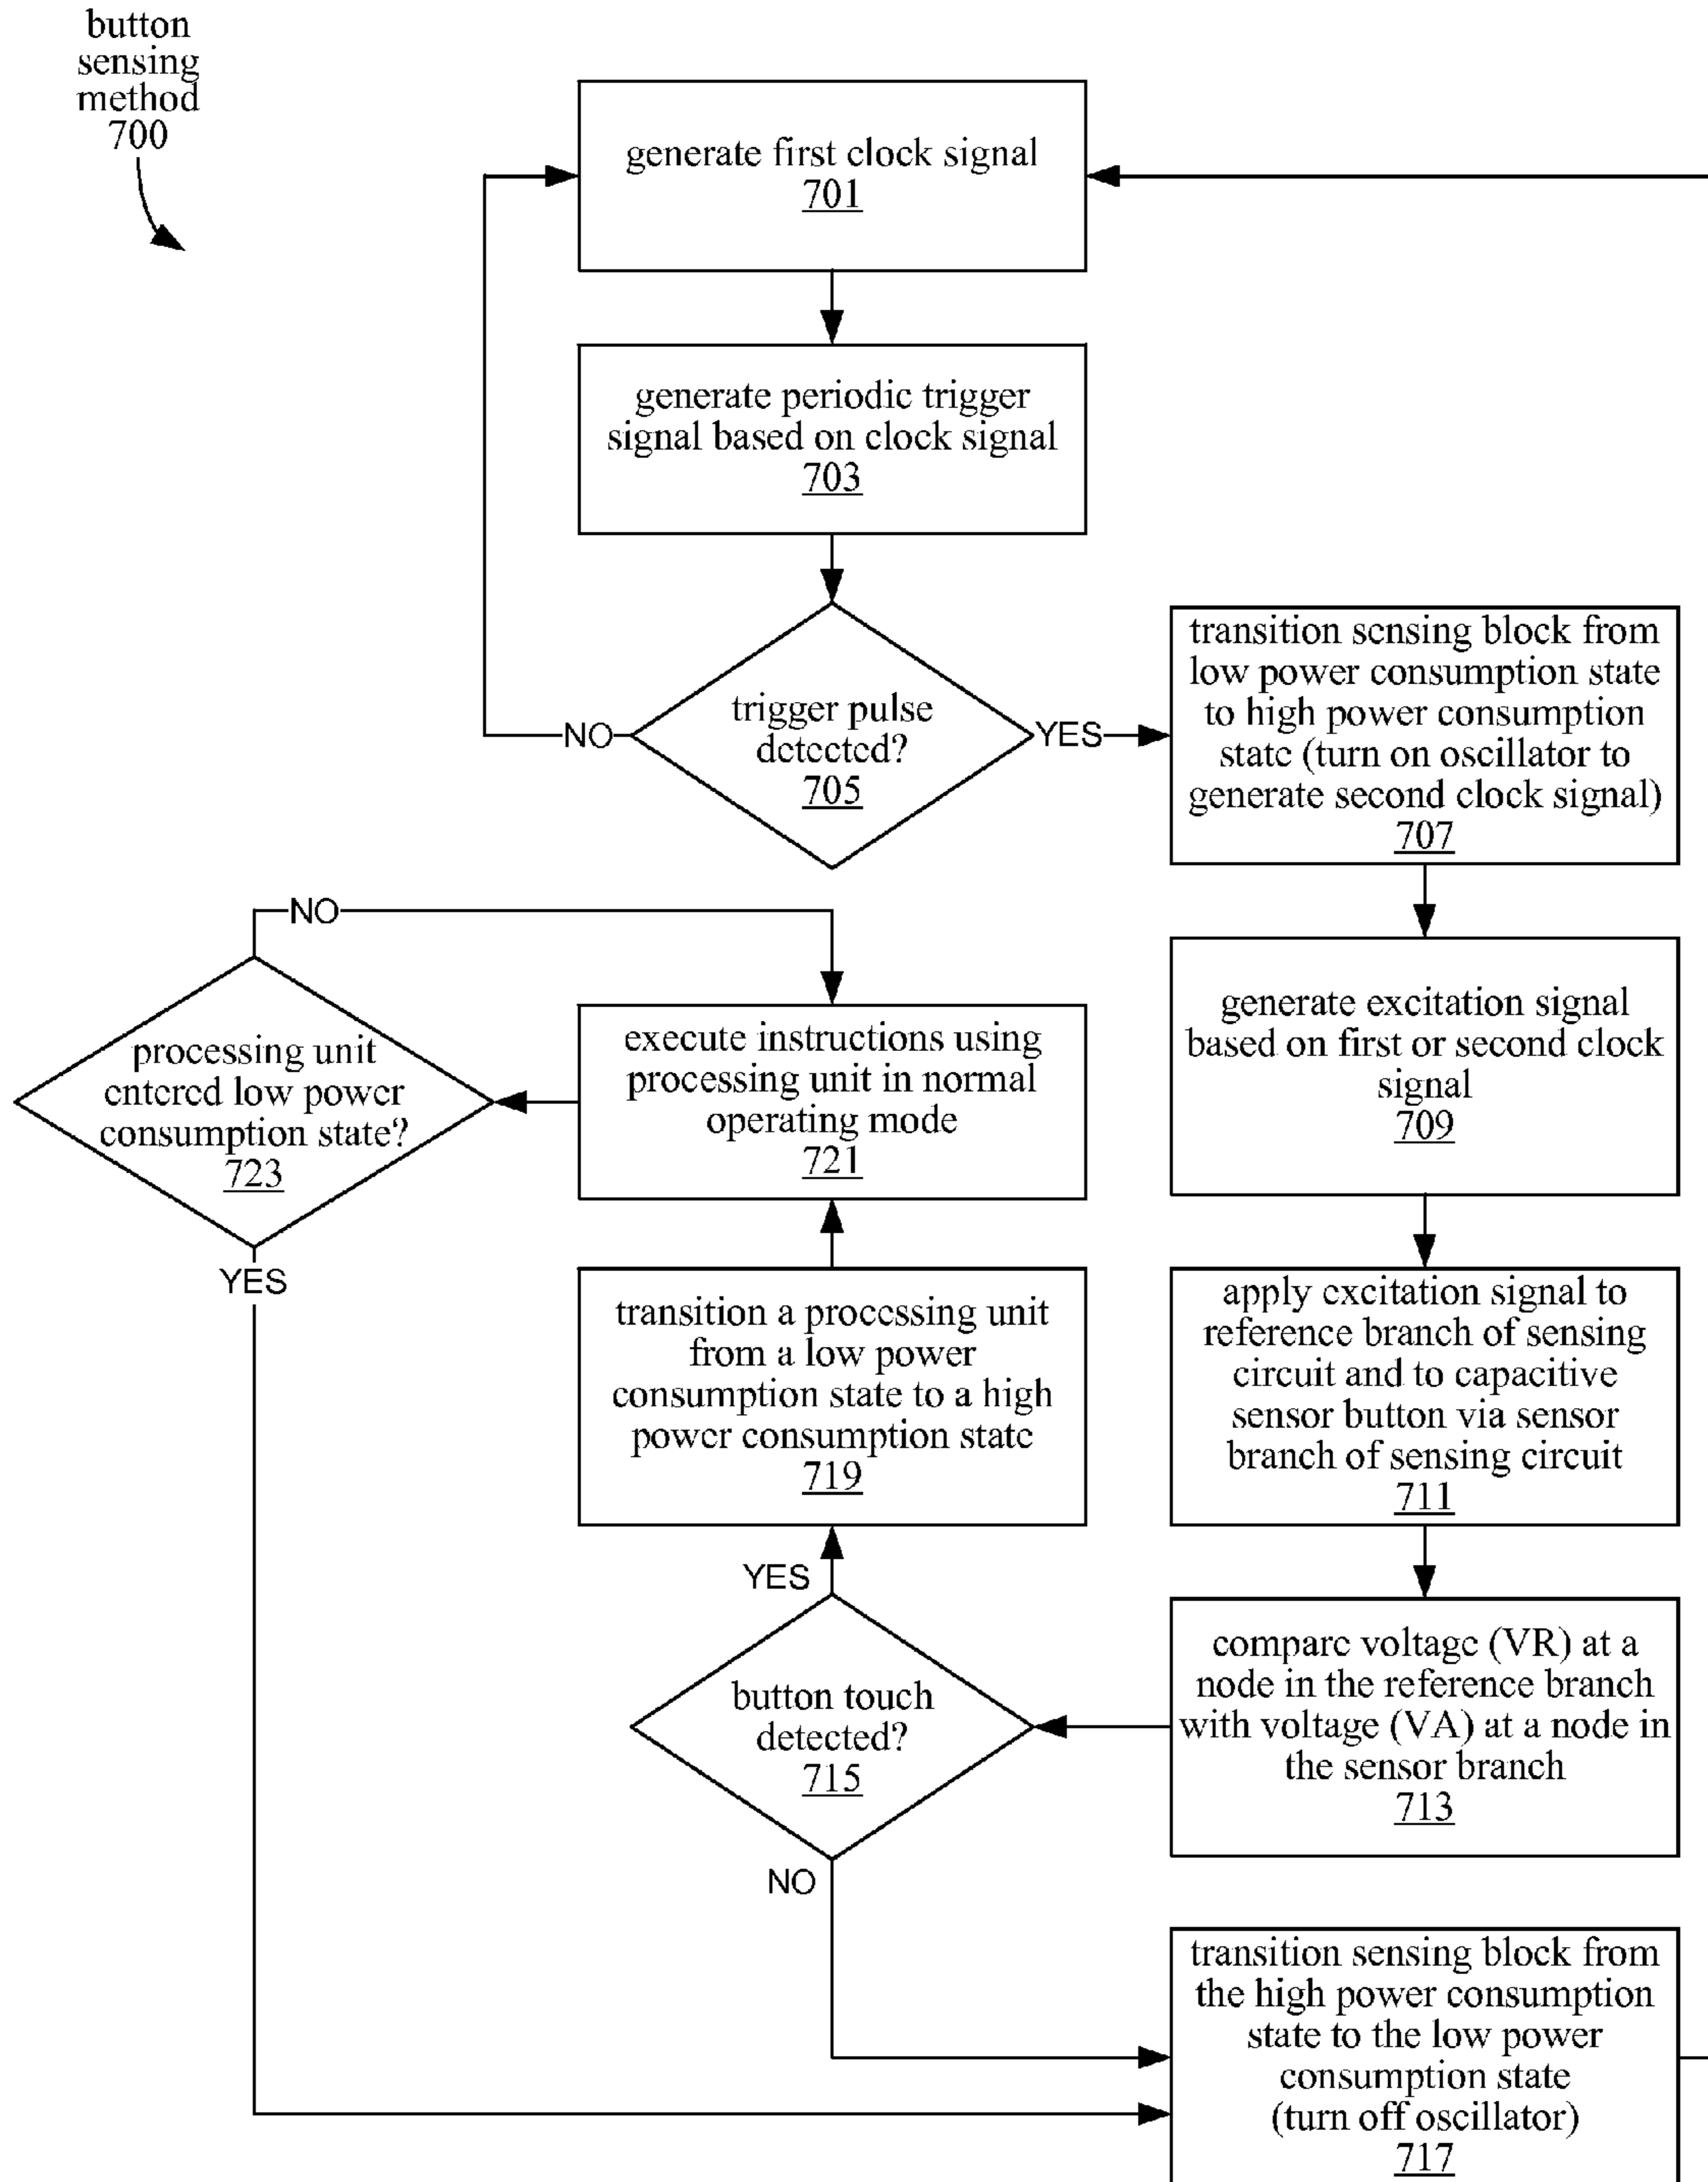 button
sensing
method
700
generate first clock signal
701
generate periodic trigger
signal based on clock signal
703
trigger pulse
detected?
705
NO
YES
transition sensing block from
low power consumption state
to high power consumption
state (turn on oscillator to
generate second clock signal)
707
generate excitation signal
based on first or second clock
signal
709
apply excitation signal to
reference branch of sensing
circuit and to capacitive
sensor button via sensor
branch of sensing circuit
711
compare voltage (VR) at a
node in the reference branch
with voltage (VA) at a node in
the sensor branch
713
button touch
detected?
715
YES
NO
transition a processing unit
from a low power
consumption state to a high
power consumption state
719
execute instructions using
processing unit in normal
operating mode
721
processing unit
entered low power
consumption state?
723
NO
YES
transition sensing block from
the high power consumption
state to the low power
consumption state
(turn off oscillator)
717